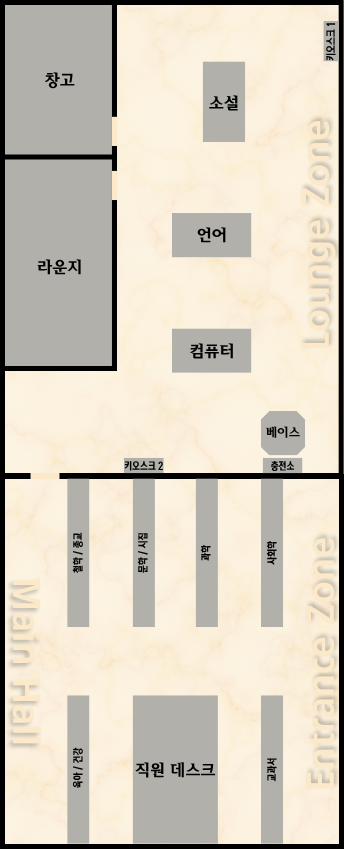 키오스크 1
창고
소설
언어
라운지
Lounge Zone
컴퓨터
베이스
키오스크 2
충전소
철학 / 종교
문학 / 시집
과학
사회학
Main Hall
Entrance Zone
육아 / 건강
직원 데스크
교과서